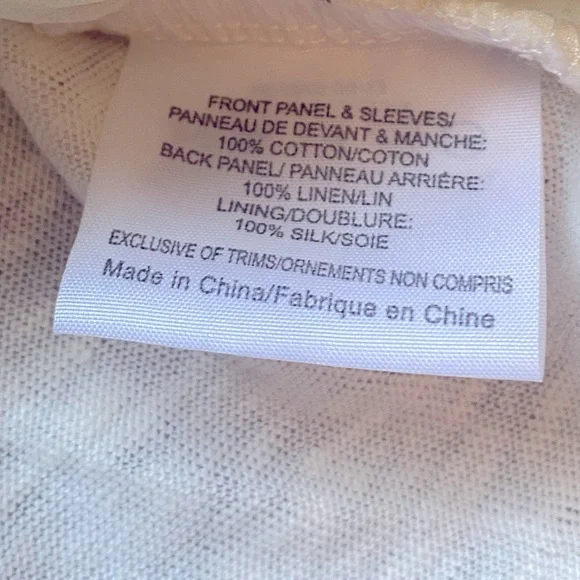 FRONT PANEL & SLEEVES/
PANNEAU DE DEVANT & MANCHE:
100% COTTON/COTON
BACK PANEL/ PANNEAU ARRIÈRE:
100% LINEN/LIN
LINING/DOUBLURE:
100% SILK/SOIE
EXCLUSIVE OF TRIMS/ORNEMENTS NON COMPRIS
Made in China/Fabrique en Chine